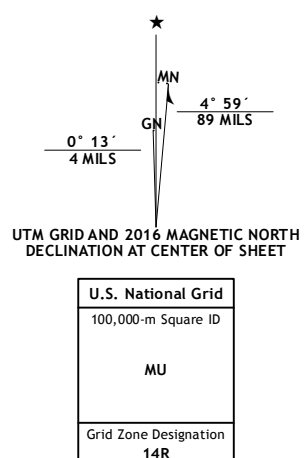 ★
MN
GN
4° 59´
89 MILS
0° 13´
4 MILS
UTM GRID AND 2016 MAGNETIC NORTH
DECLINATION AT CENTER OF SHEET
U.S. National Grid
100,000-m Square ID
MU
Grid Zone Designation
14R